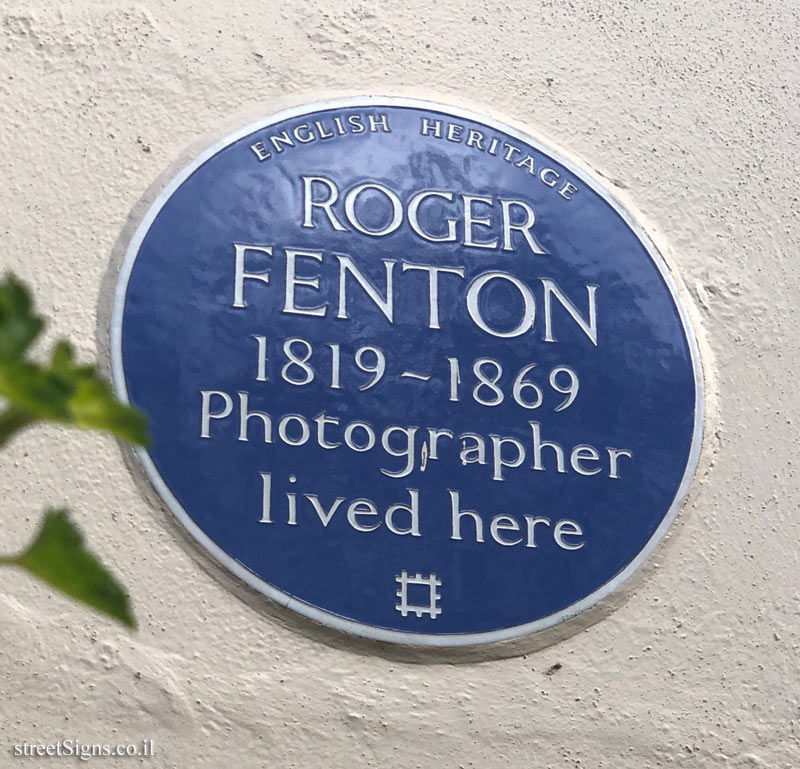 ENGLISH HERITAGE
ROGER
FENTON
1819-1869
Photographer
lived here
streetSigns.co.il